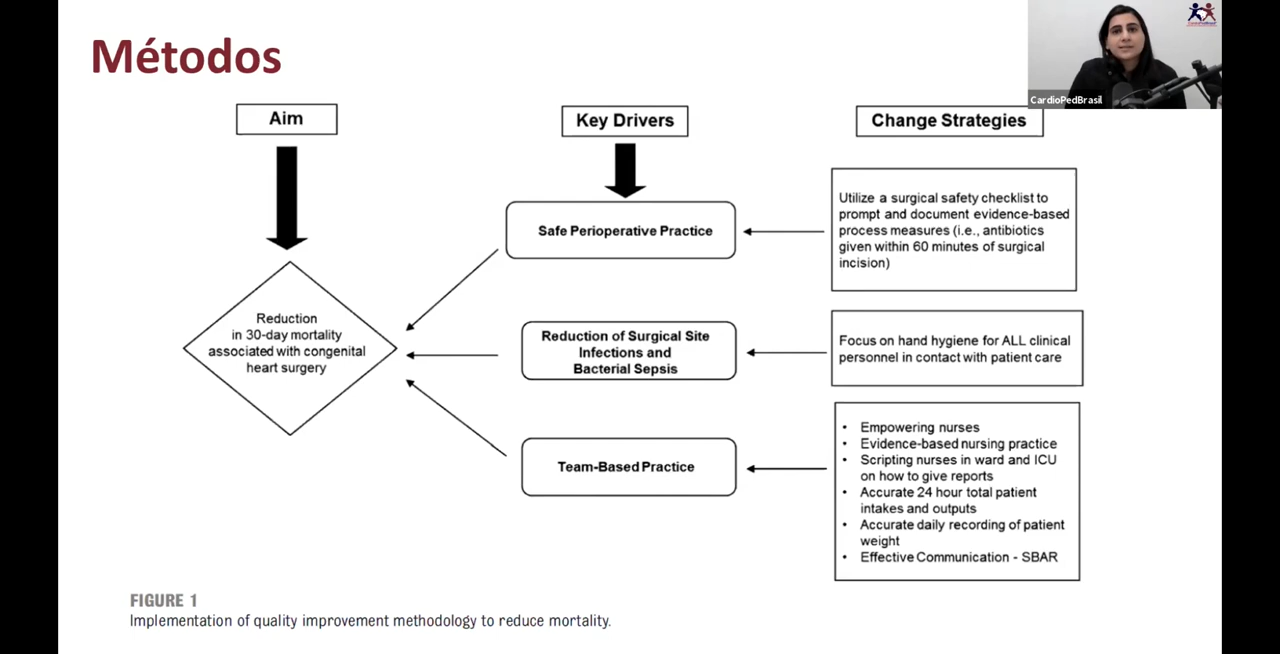 Métodos
CardioPedBrasil
CardioPedBrasil
Aim
Key Drivers
Change Strategies
Safe Perioperative Practice
Utilize a surgical safety checklist to
prompt and document evidence-based
process measures (i.e., antibiotics
given within 60 minutes of surgical
incision)
Reduction
in 30-day mortality
associated with congenital
heart surgery
Reduction of Surgical Site
Infections and
Bacterial Sepsis
Focus on hand hygiene for ALL clinical
personnel in contact with patient care
Team-Based Practice
• Empowering nurses
• Evidence-based nursing practice
• Scripting nurses in ward and ICU
on how to give reports
• Accurate 24 hour total patient
intakes and outputs
• Accurate daily recording of patient
weight
• Effective Communication - SBAR
FIGURE 1
Implementation of quality improvement methodology to reduce mortality.